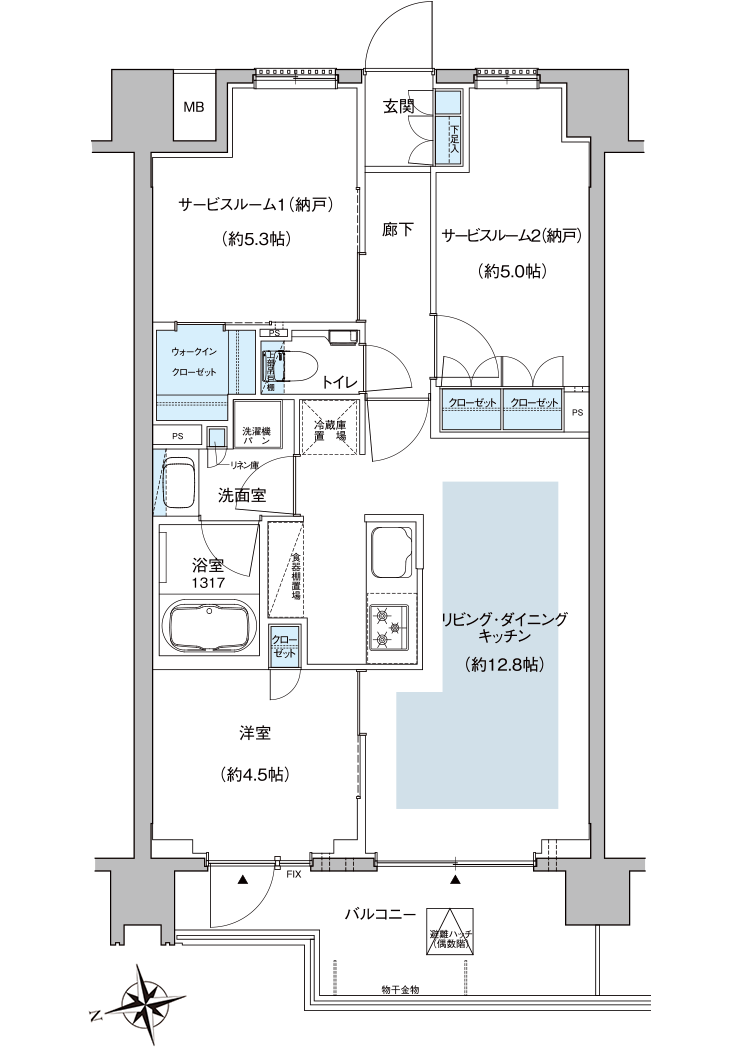 MB
玄関
下足入
サービスルーム1（納戸）
（約5.3帖）
廊下
サービスルーム2（納戸）
（約5.0帖）
PS
ウォークイン
クローゼット
上部吊戸棚
トイレ
クローゼット
クローゼット
PS
PS
洗濯機
パン
冷蔵庫
置場
リネン庫
洗面室
浴室
1317
食器棚置場
リビング・ダイニング
キッチン
（約12.8帖）
クロー
ゼット
洋室
（約4.5帖）
FIX
バルコニー
避難ハッチ
（偶数階）
物干金物
N